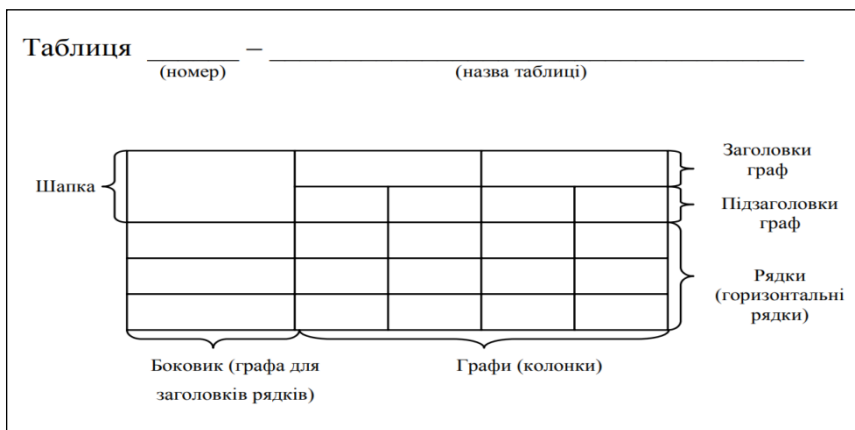 Таблиця ______ – ___________________________________
(номер) (назва таблиці)
Заголовки
граф
Шапка
Підзаголовки
граф
Рядки
(горизонтальні
рядки)
Боковик (графа для
заголовків рядків)
Графи (колонки)